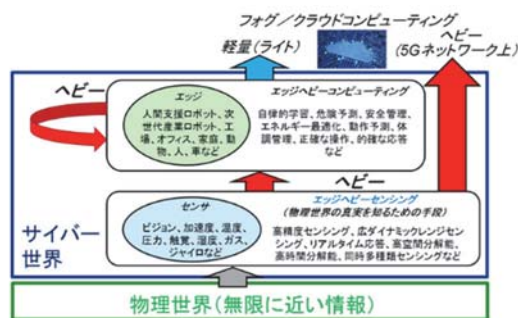 フォグ／クラウドコンピューティング
軽量(ライト)
ヘビー
(5Gネットワーク上)
ヘビー
エッジ
人間支援ロボット、次
世代産業ロボット、工
場、オフィス、家庭、動
物、人、車など
エッジヘビーコンピューティング
自律的学習、危険予測、安全管理、
エネルギー最適化、動作予測、体
調管理、正確な操作、的確な応答
など
ヘビー
センサ
ビジョン、加速度、温度、
圧力、触覚、湿度、ガス、
ジャイロなど
エッジヘビーセンシング
(物理世界の真実を知るための手段)
高精度センシング、広ダイナミックレンジセン
シング、リアルタイム応答、高空間分解能、
高時間分解能、同時多種類センシングなど
サイバー
世界
物理世界(無限に近い情報)